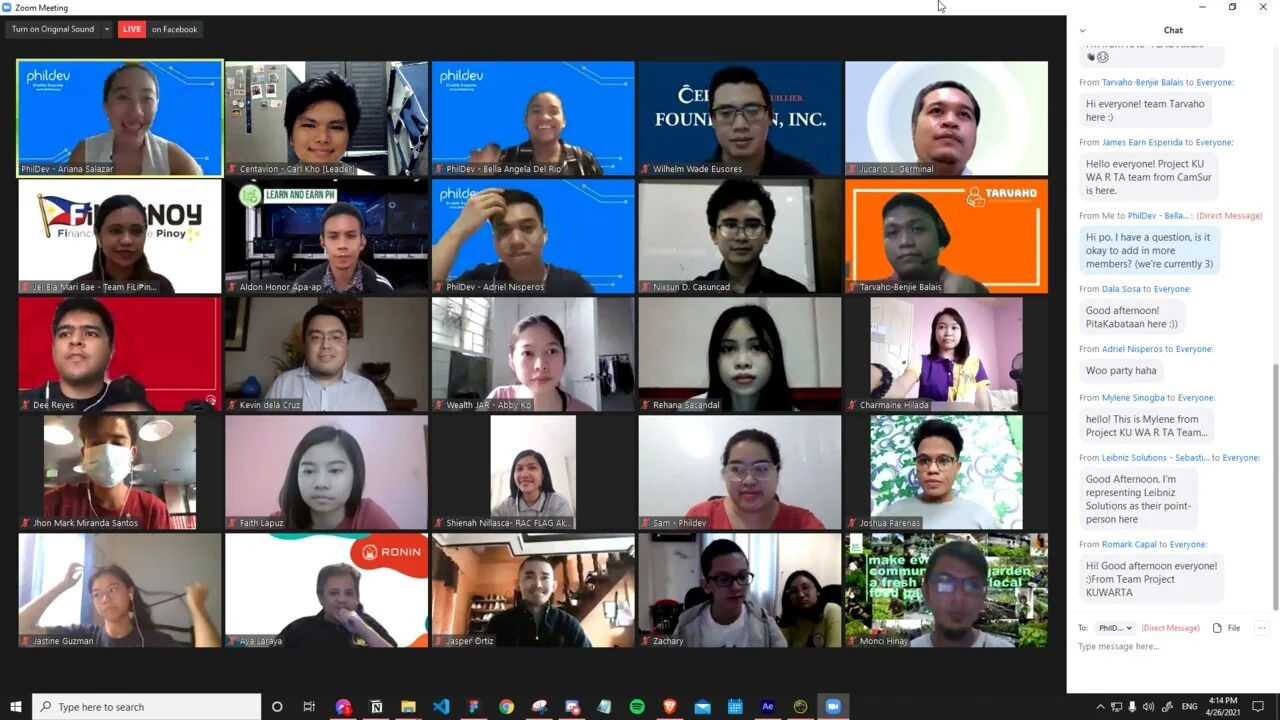 Zoom Meeting
Turn on Original Sound
LIVE on Facebook
phildev
PhilDev - Ariana Salazar
Centavion - Carl Kho [Leader]
phildev
PhilDev - Bella Angela Del Rio
FOUN N, INC.
Wilhelm Wade Eusores
Jucarlo L. Germinal
Pinoy
Jei Ela Mari Bae - Team FiLiPin...
LEARN AND EARN PH
Aldon Honor Apa-ap
PhilDev - Adriel Nisperos
Nixsun D. Casuncad
TARVAHO
Tarvaho-Benjie Balais
Dee Reyes
Kevin dela Cruz
Wealth JAR - Abby Ko
Rehana Sacandal
Charmaine Hilada
Jhon Mark Miranda Santos
Faith Lapuz
Shienah Nillasca- RAC FLAG Ak...
Sam - Phildev
Joshua Parenas
Jastine Guzman
RONIN
Aya Laraya
Jasper Ortiz
Zachary
Monci Hinay
Chat
From Tarvaho-Benjie Balais to Everyone:
Hi everyone! team Tarvaho
here :)
From James Earn Esperida to Everyone:
Hello everyone! Project KU
WA R TA team from CamSur
is here.
From Me to PhilDev - Bella... : (Direct Message)
Hi po. I have a question, is it
okay to add in more
members? (we're currently 3)
From Dala Sosa to Everyone:
Good afternoon!
PitaKabataan here :))
From Adriel Nisperos to Everyone:
Woo party haha
From Mylene Sinogba to Everyone:
hello! This is Mylene from
Project KU WA R TA Team...
From Leibniz Solutions - Sebasti... to Everyone:
Good Afternoon. I'm
representing Leibniz
Solutions as their point-
person here
From Romark Capal to Everyone:
Hi! Good afternoon everyone!
:)From Team Project
KUWARTA
To: PhilD... (Direct Message) File
Type message here...
Type here to search
ENG
4:14 PM
4/26/2021